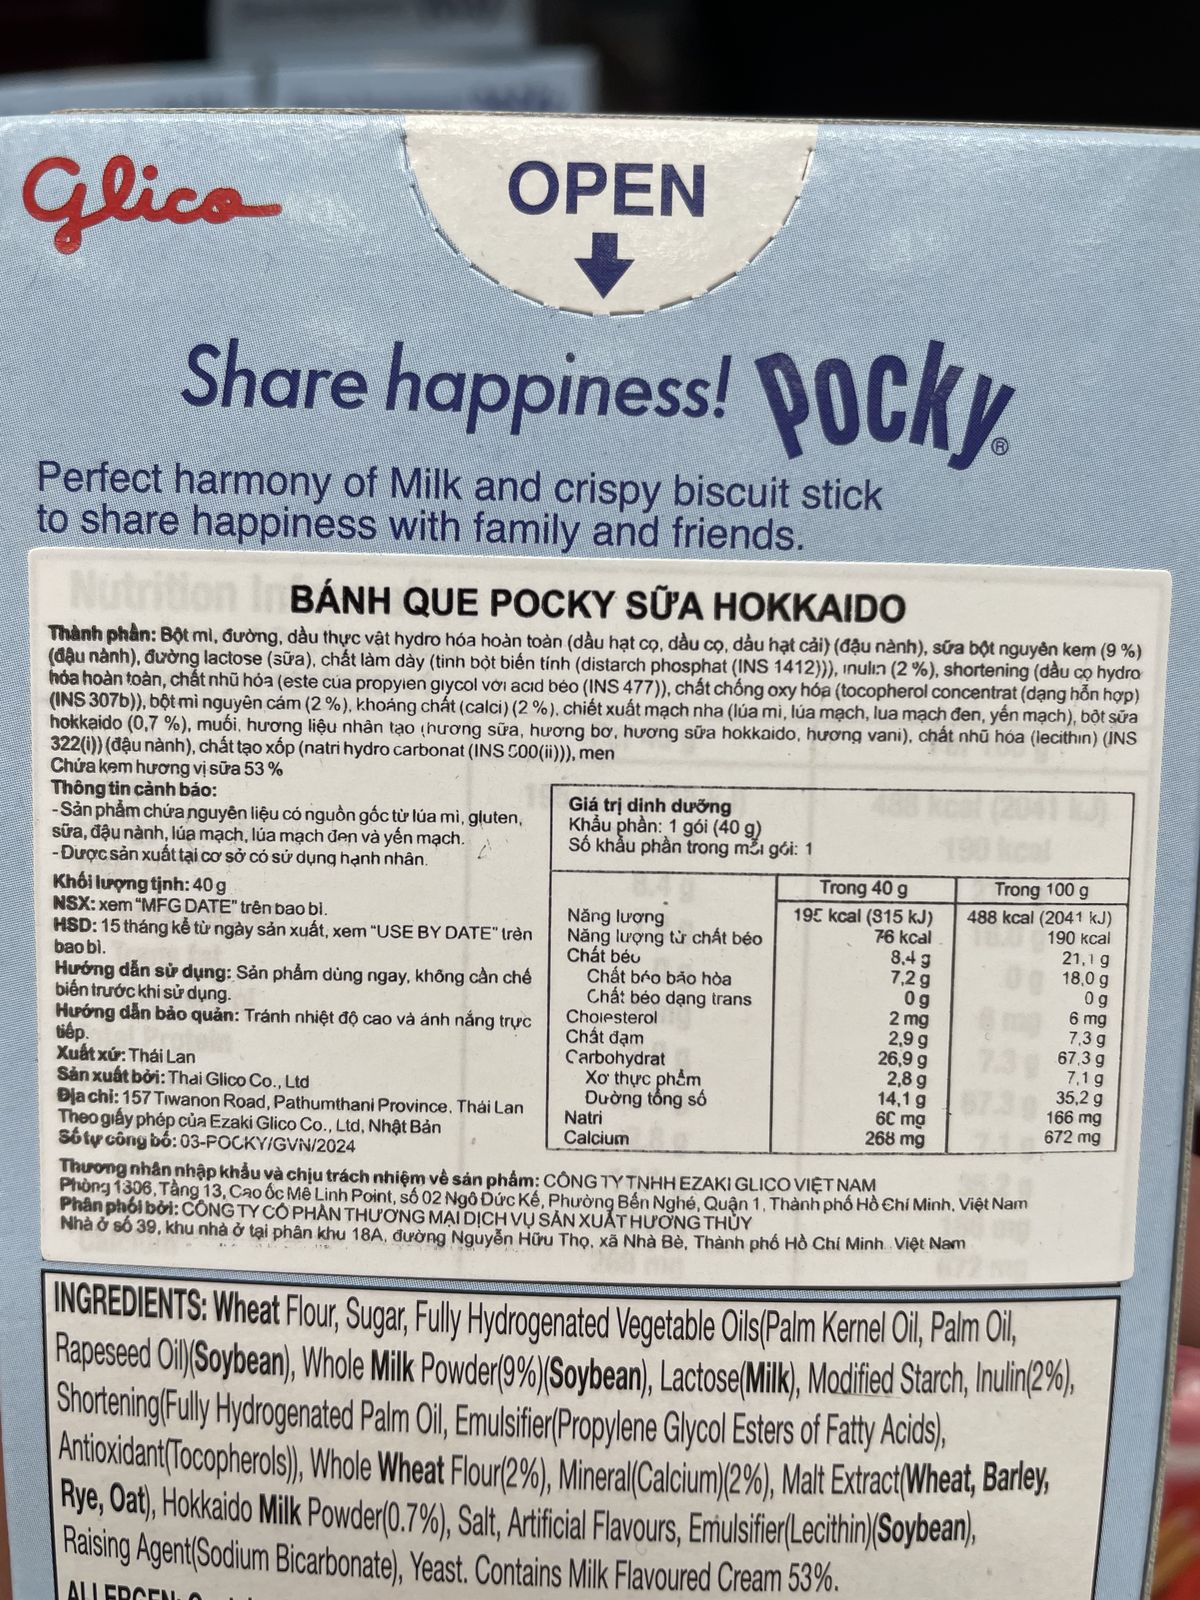 Glico
OPEN
Share happiness! Pocky®
Perfect harmony of Milk and crispy biscuit stick
to share happiness with family and friends.
BÁNH QUE POCKY SỮA HOKKAIDO
Thành phần: Bột mì, đường, dầu thực vật hydro hóa hoàn toàn (dầu hạt cọ, dầu cọ, dầu hạt cải) (đậu nành), sữa bột nguyên kem (9 %)
(đậu nành), đường lactose (sữa), chất làm dày (tinh bột biến tính (distarch phosphat (INS 1412))), inulin (2 %), shortening (dầu cọ hydro
hóa hoàn toàn, chất nhũ hóa (este của propylen glycol với acid béo (INS 477)), chất chống oxy hóa (tocopherol concentrat (dạng hỗn hợp)
(INS 307b)), bột mì nguyên cám (2 %), khoáng chất (calci) (2 %), chiết xuất mạch nha (lúa mì, lúa mạch, lúa mạch đen, yến mạch), bột sữa
hokkaido (0,7 %), muối, hương liệu nhân tạo (hương sữa, hương bơ, hương sữa hokkaido, hương vani), chất nhũ hóa (lecithin) (INS
322(i)) (đậu nành), chất tạo xốp (natri hydro carbonat (INS 500(ii))), men
Chứa kem hương vị sữa 53 %
Thông tin cảnh báo:
- Sản phẩm chứa nguyên liệu có nguồn gốc từ lúa mì, gluten,
sữa, đậu nành, lúa mạch, lúa mạch đen và yến mạch.
- Được sản xuất tại cơ sở có sử dụng hạnh nhân.
Khối lượng tịnh: 40 g
NSX: xem "MFG DATE" trên bao bì.
HSD: 15 tháng kể từ ngày sản xuất, xem "USE BY DATE" trên
bao bì.
Hướng dẫn sử dụng: Sản phẩm dùng ngay, không cần chế
biến trước khi sử dụng.
Hướng dẫn bảo quản: Tránh nhiệt độ cao và ánh nắng trực
tiếp.
Xuất xứ: Thái Lan
Sản xuất bởi: Thai Glico Co., Ltd
Địa chỉ: 157 Tiwanon Road, Pathumthani Province, Thái Lan
Theo giấy phép của Ezaki Glico Co., Ltd, Nhật Bản
Số tự công bố: 03-POCKY/GVN/2024
Giá trị dinh dưỡng
Khẩu phần: 1 gói (40 g)
Số khẩu phần trong mỗi gói: 1
Trong 40 g Trong 100 g
Năng lượng 195 kcal (815 kJ) 488 kcal (2041 kJ)
Năng lượng từ chất béo 76 kcal 190 kcal
Chất béo 8,4 g 21,1 g
Chất béo bão hòa 7,2 g 18,0 g
Chất béo dạng trans 0 g 0 g
Cholesterol 2 mg 6 mg
Chất đạm 2,9 g 7,3 g
Carbohydrat 26,9 g 67,3 g
Xơ thực phẩm 2,8 g 7,1 g
Đường tổng số 14,1 g 35,2 g
Natri 66 mg 166 mg
Calcium 268 mg 672 mg
Thương nhân nhập khẩu và chịu trách nhiệm về sản phẩm: CÔNG TY TNHH EZAKI GLICO VIỆT NAM
Phòng 1306, Tầng 13, Cao ốc Mê Linh Point, số 02 Ngô Đức Kế, Phường Bến Nghé, Quận 1, Thành phố Hồ Chí Minh, Việt Nam
Phân phối bởi: CÔNG TY CỔ PHẦN THƯƠNG MẠI DỊCH VỤ SẢN XUẤT HƯƠNG THỦY
Nhà ở số 39, khu nhà ở tại phân khu 18A, đường Nguyễn Hữu Thọ, xã Nhà Bè, Thành phố Hồ Chí Minh, Việt Nam
INGREDIENTS: Wheat Flour, Sugar, Fully Hydrogenated Vegetable Oils(Palm Kernel Oil, Palm Oil,
Rapeseed Oil)(Soybean), Whole Milk Powder(9%)(Soybean), Lactose(Milk), Modified Starch, Inulin(2%),
Shortening(Fully Hydrogenated Palm Oil, Emulsifier(Propylene Glycol Esters of Fatty Acids),
Antioxidant(Tocopherols)), Whole Wheat Flour(2%), Mineral(Calcium)(2%), Malt Extract(Wheat, Barley,
Rye, Oat), Hokkaido Milk Powder(0.7%), Salt, Artificial Flavours, Emulsifier(Lecithin)(Soybean),
Raising Agent(Sodium Bicarbonate), Yeast. Contains Milk Flavoured Cream 53%.
ALLERGEN: